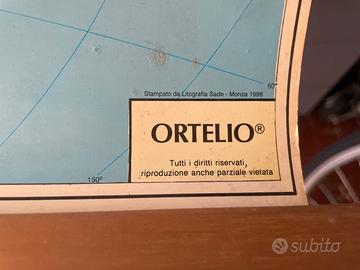 60°
Stampato da Litografia Sade - Monza 1996
ORTELIO®
Tutti i diritti riservati,
riproduzione anche parziale vietata
150°
subito